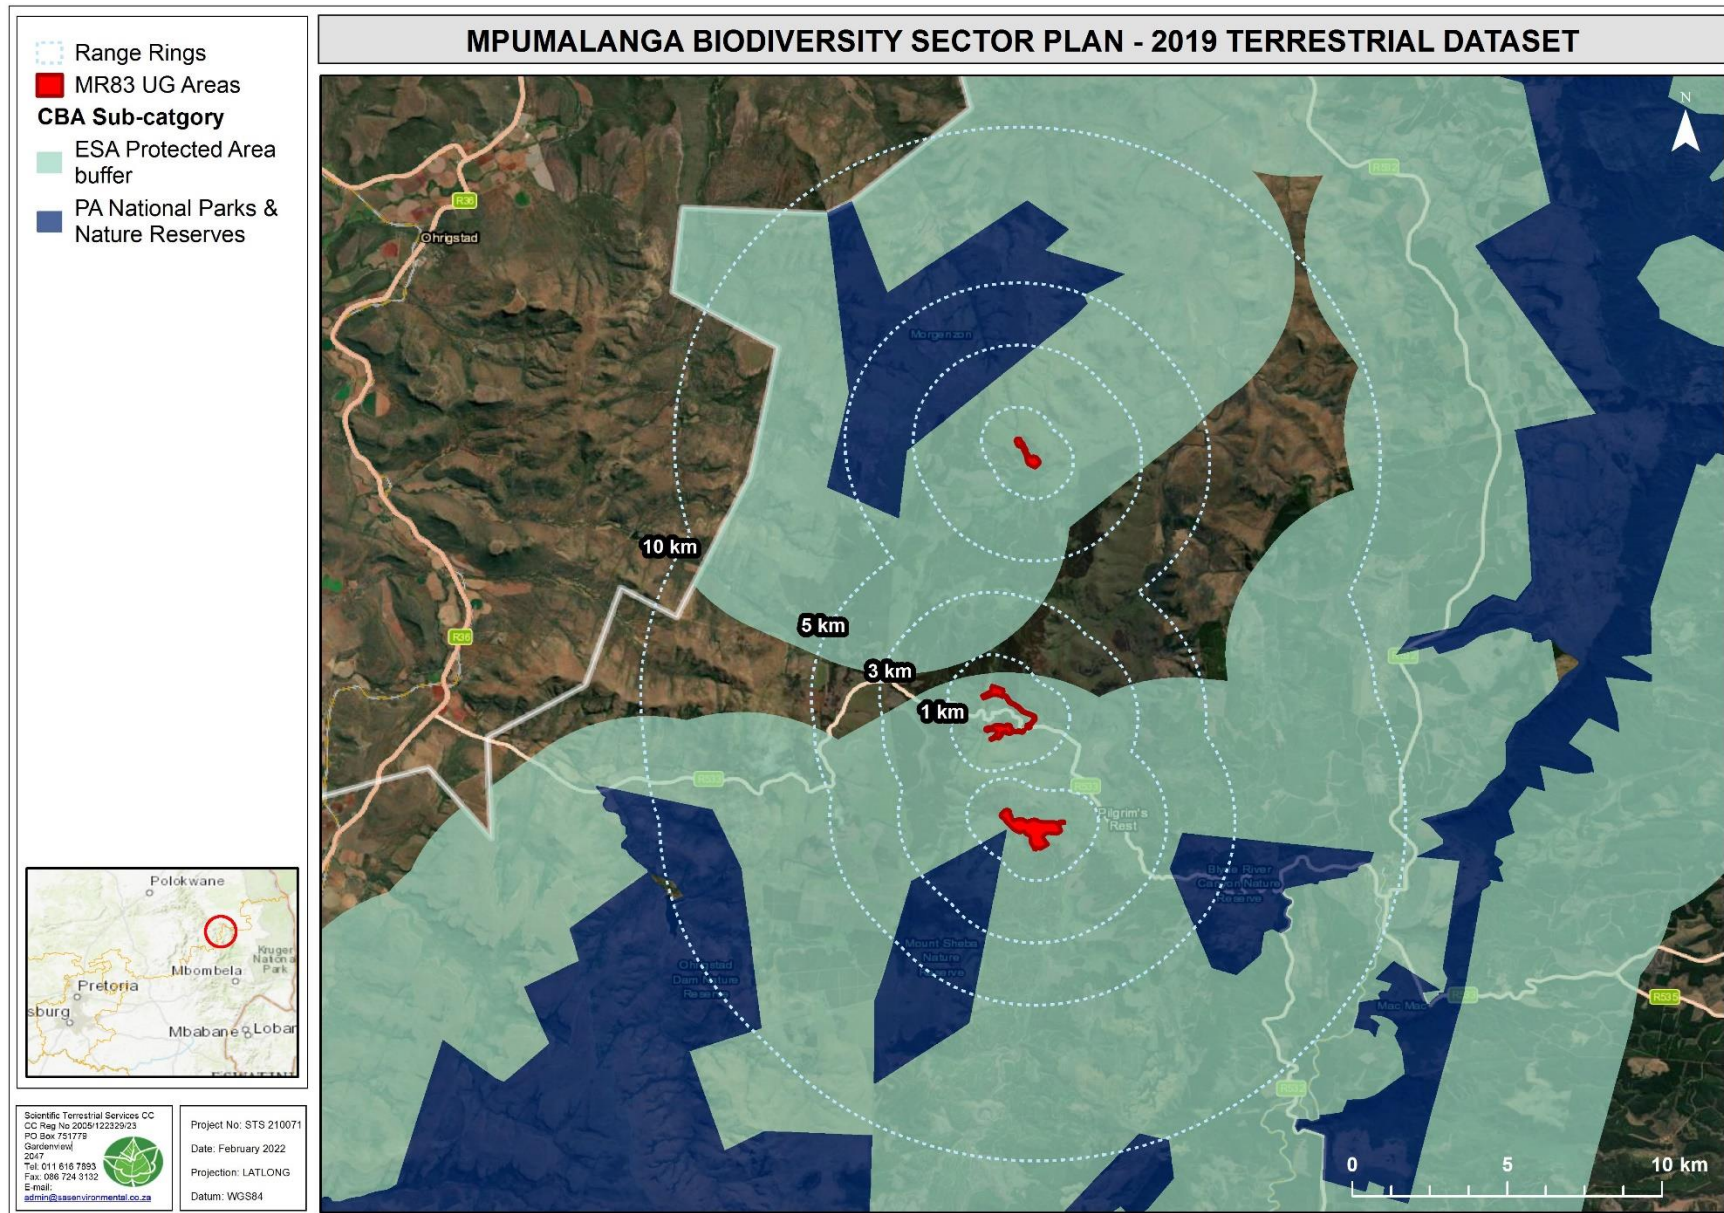 MPUMALANGA BIODIVERSITY SECTOR PLAN - 2019 TERRESTRIAL DATASET
Range Rings
MR83 UG Areas
CBA Sub-catgory
ESA Protected Area
buffer
PA National Parks &
Nature Reserves
N
R36
Ohrigstad
R532
Morgenzon
10 km
5 km
3 km
1 km
R36
R533
R533
Pilgrim's
Rest
Blyde River
Canyon Nature
Reserve
Mount Sheba
Nature
Reserve
Ohrigstad
Dam Nature
Reserve
Mac Mac
R535
R532
0 5 10 km
Polokwane
Kruger
National
Park
Mbombela
Pretoria
sburg
Mbabane
Lobar
Scientific Terrestrial Services CC
CC Reg No 2005/122329/23
PO Box 751779
Gardenview
2047
Tel: 011 616 7893
Fax: 086 724 3132
E-mail:
admin@sasenvironmental.co.za
Project No: STS 210071
Date: February 2022
Projection: LATLONG
Datum: WGS84